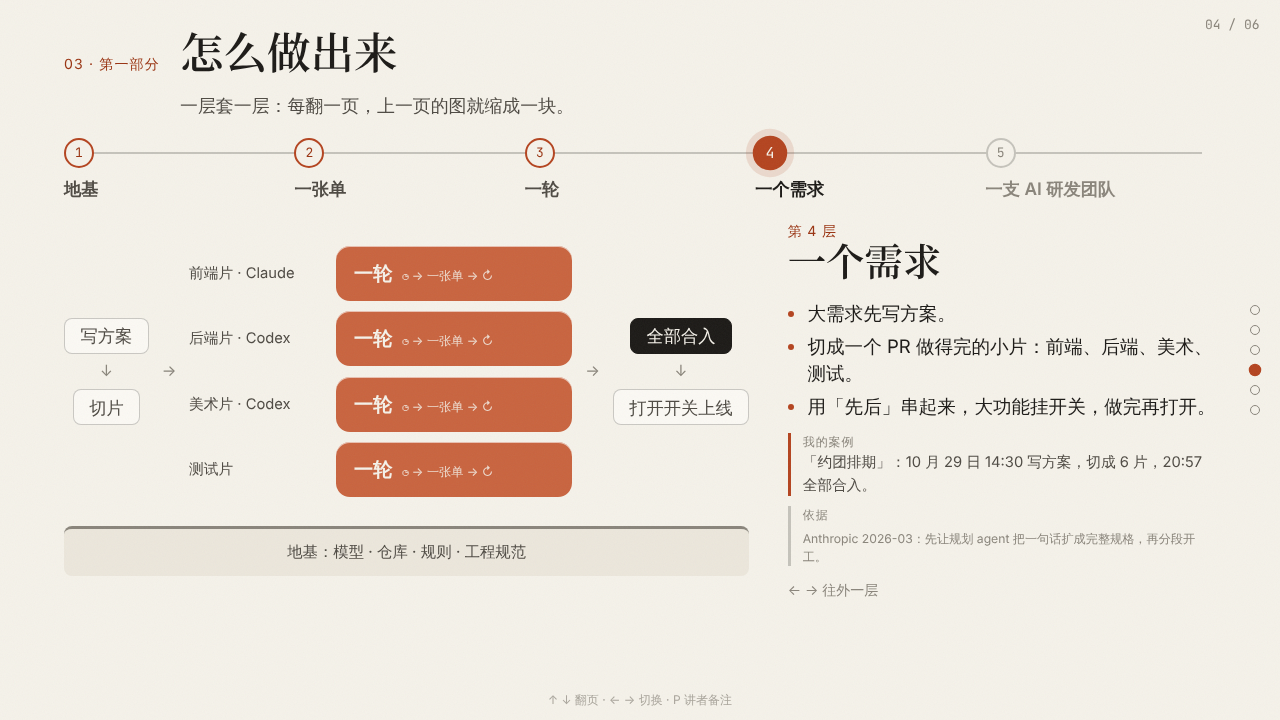 04 / 06
03 · 第一部分
怎么做出来
一层套一层：每翻一页，上一页的图就缩成一块。
1
2
3
4
5
地基
一张单
一轮
一个需求
一支 AI 研发团队
前端片 · Claude
一轮 ◷ → 一张单 → ↻
后端片 · Codex
一轮 ◷ → 一张单 → ↻
美术片 · Codex
一轮 ◷ → 一张单 → ↻
测试片
一轮 ◷ → 一张单 → ↻
写方案
↓
切片
→
→
全部合入
↓
打开开关上线
地基：模型 · 仓库 · 规则 · 工程规范
第 4 层
一个需求
大需求先写方案。
切成一个 PR 做得完的小片：前端、后端、美术、
测试。
用「先后」串起来，大功能挂开关，做完再打开。
我的案例
「约团排期」：10 月 29 日 14:30 写方案，切成 6 片，20:57
全部合入。
依据
Anthropic 2026-03：先让规划 agent 把一句话扩成完整规格，再分段开
工。
← → 往外一层
↑ ↓ 翻页 · ← → 切换 · P 讲者备注